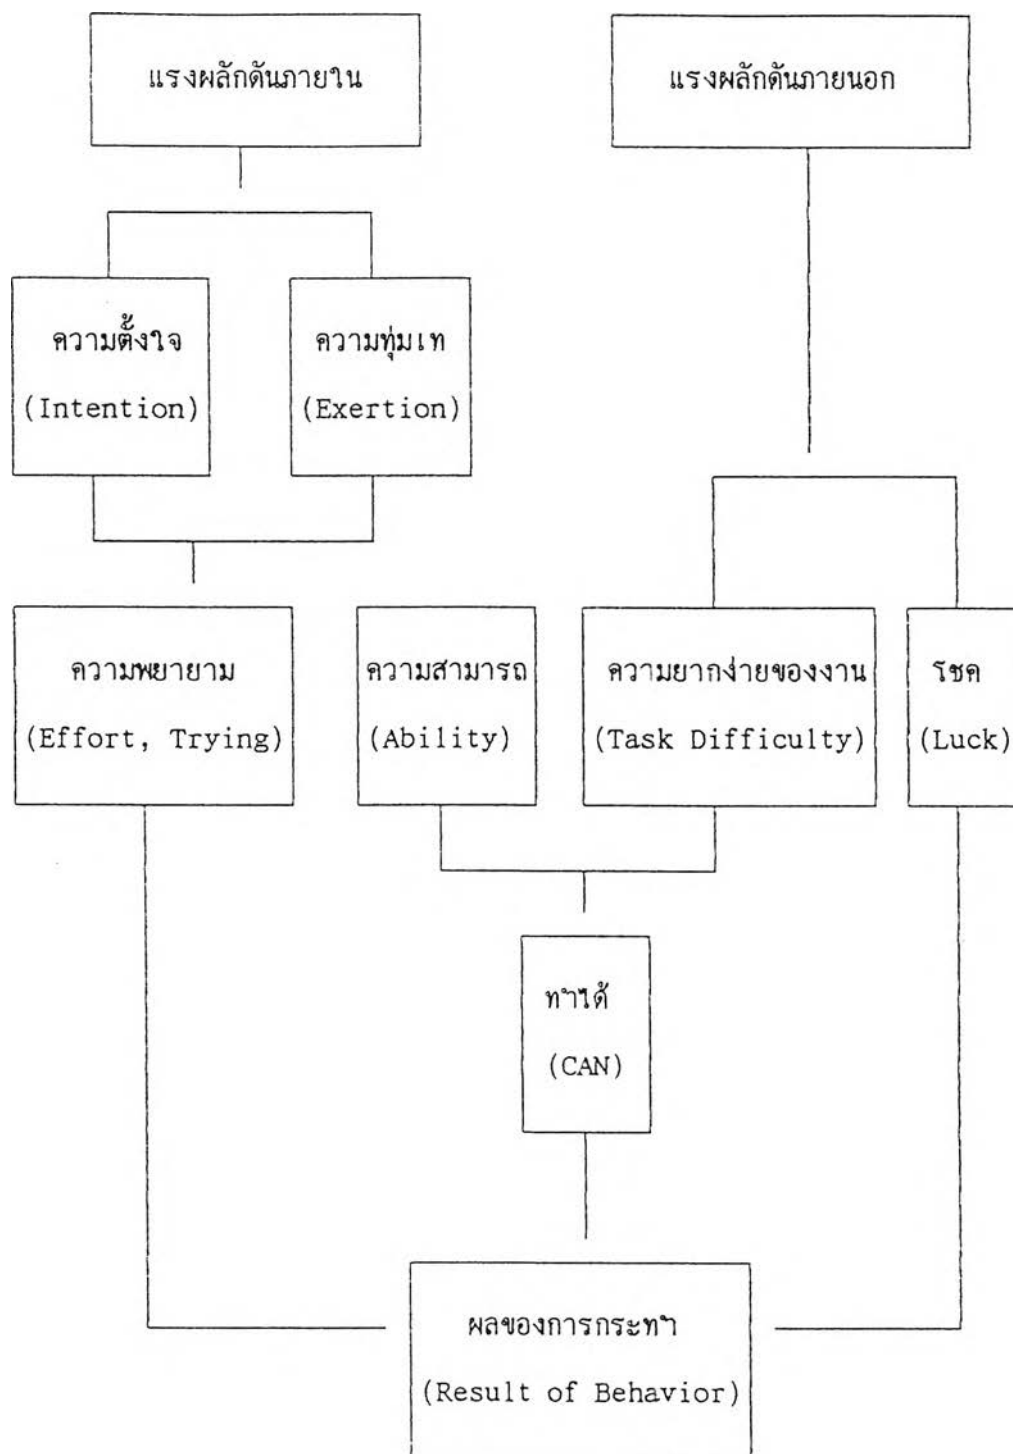 แรงผลักดันภายใน
แรงผลักดันภายนอก
ความตั้งใจ
(Intention)
ความทุ่มเท
(Exertion)
ความพยายาม
(Effort, Trying)
ความสามารถ
(Ability)
ความยากง่ายของงาน
(Task Difficulty)
โชค
(Luck)
ทำได้
(CAN)
ผลของการกระทำ
(Result of Behavior)